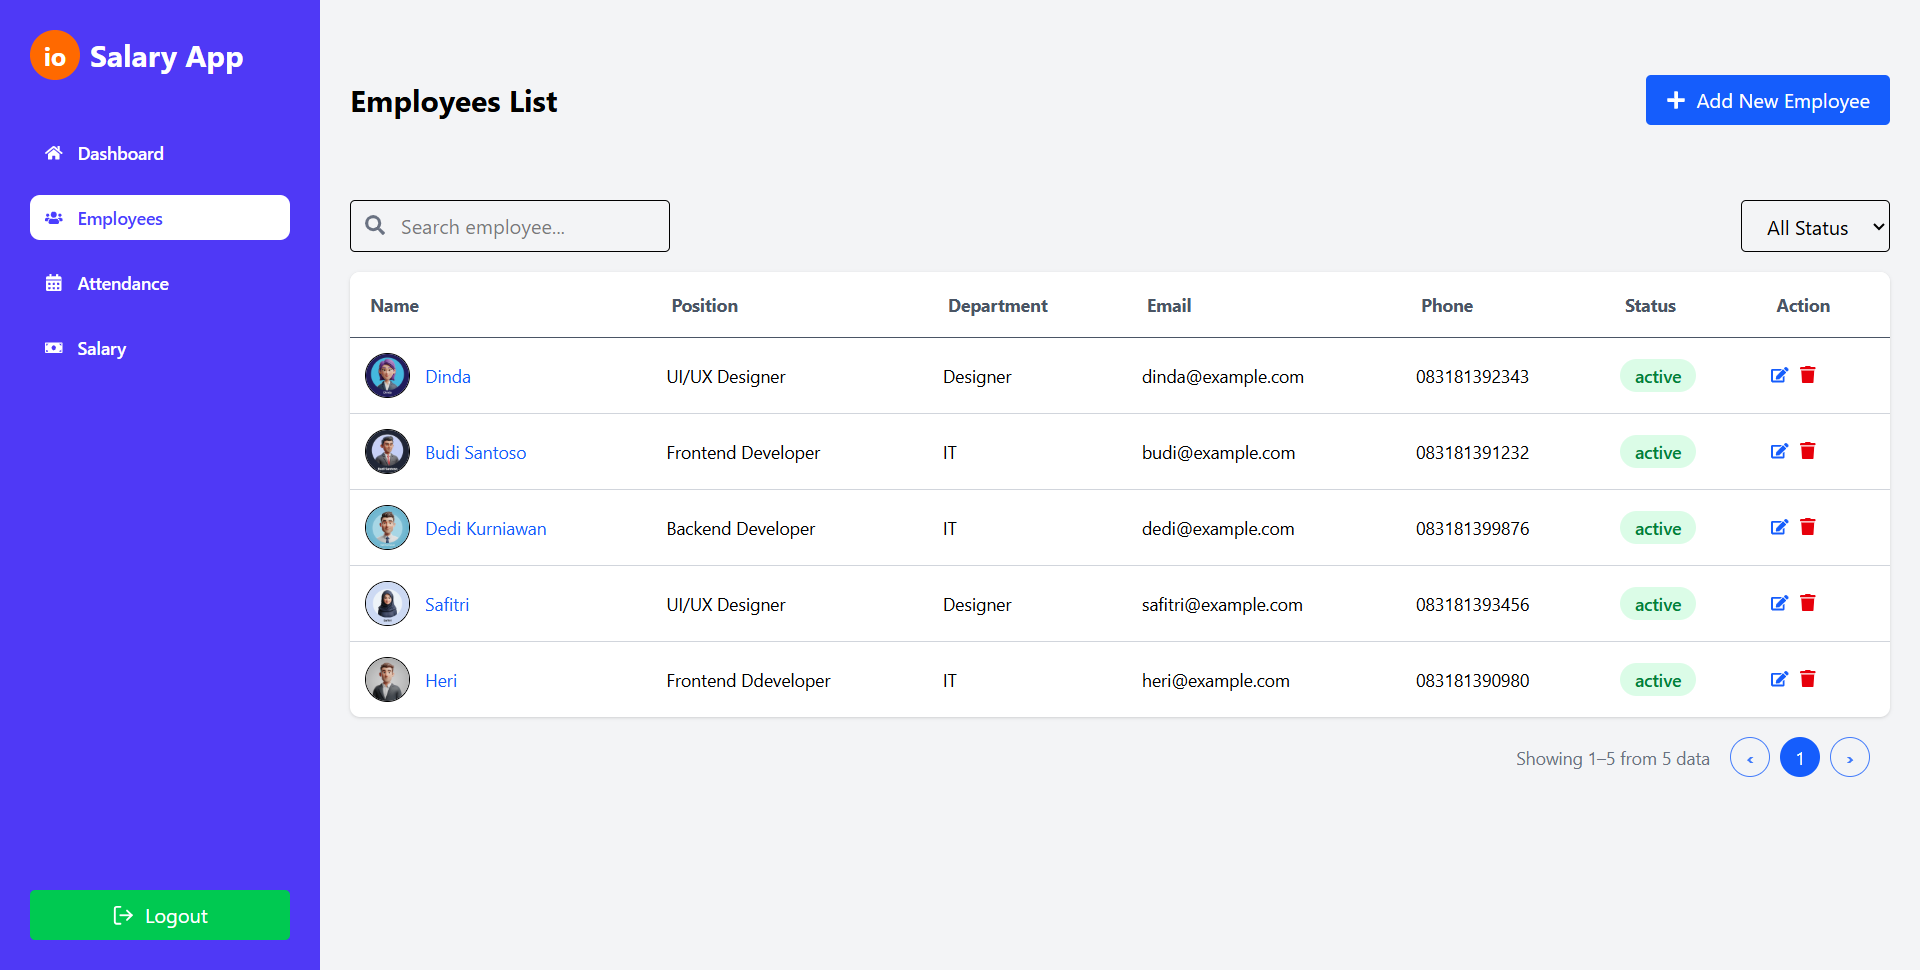 io Salary App
Dashboard
Employees
Attendance
Salary
Logout
Employees List
Add New Employee
Search employee...
All Status
Name Position Department Email Phone Status Action
Dinda UI/UX Designer Designer dinda@example.com 083181392343 active
Budi Santoso Frontend Developer IT budi@example.com 083181391232 active
Dedi Kurniawan Backend Developer IT dedi@example.com 083181399876 active
Safitri UI/UX Designer Designer safitri@example.com 083181393456 active
Heri Frontend Ddeveloper IT heri@example.com 083181390980 active
Showing 1–5 from 5 data ‹ 1 ›